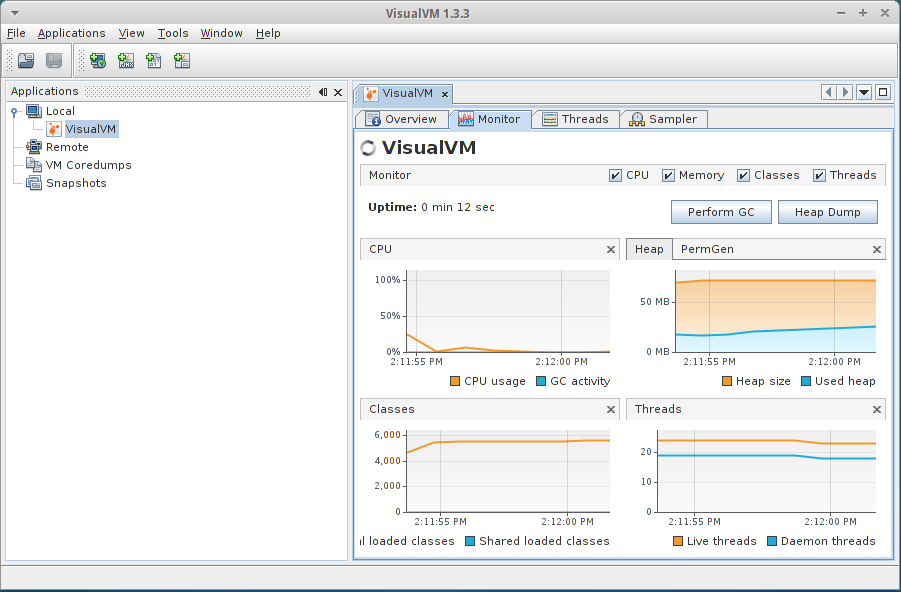 VisualVM 1.3.3
File Applications View Tools Window Help
Applications
Local
VisualVM
Remote
VM Coredumps
Snapshots
VisualVM
Overview Monitor Threads Sampler
VisualVM
Monitor CPU Memory Classes Threads
Uptime: 0 min 12 sec
Perform GC Heap Dump
CPU
100%
50%
0%
2:11:55 PM 2:12:00 PM
CPU usage GC activity
Heap PermGen
50 MB
0 MB
2:11:55 PM 2:12:00 PM
Heap size Used heap
Classes
6,000
4,000
2,000
0
2:11:55 PM 2:12:00 PM
l loaded classes Shared loaded classes
Threads
20
10
0
2:11:55 PM 2:12:00 PM
Live threads Daemon threads